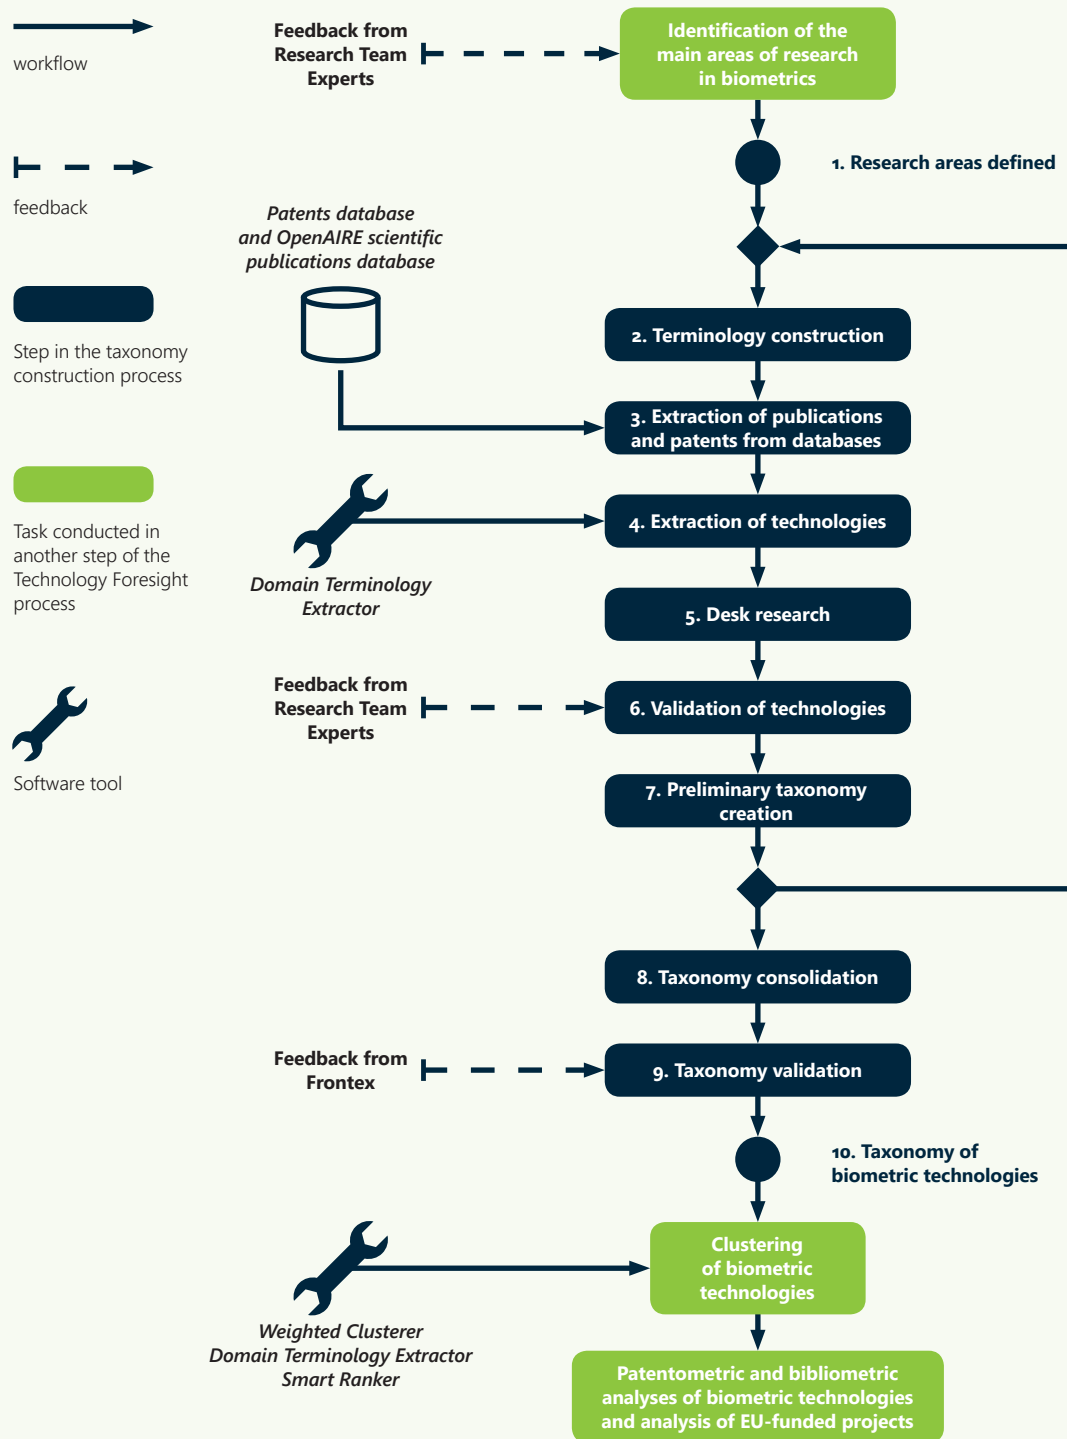 workflow
feedback
Step in the taxonomy
construction process
Task conducted in
another step of the
Technology Foresight
process
Software tool
Feedback from
Research Team
Experts
Identification of the
main areas of research
in biometrics
1. Research areas defined
Patents database
and OpenAIRE scientific
publications database
2. Terminology construction
3. Extraction of publications
and patents from databases
4. Extraction of technologies
Domain Terminology
Extractor
5. Desk research
Feedback from
Research Team
Experts
6. Validation of technologies
7. Preliminary taxonomy
creation
8. Taxonomy consolidation
Feedback from
Frontex
9. Taxonomy validation
10. Taxonomy of
biometric technologies
Clustering
of biometric
technologies
Weighted Clusterer
Domain Terminology Extractor
Smart Ranker
Patentometric and bibliometric
analyses of biometric technologies
and analysis of EU-funded projects